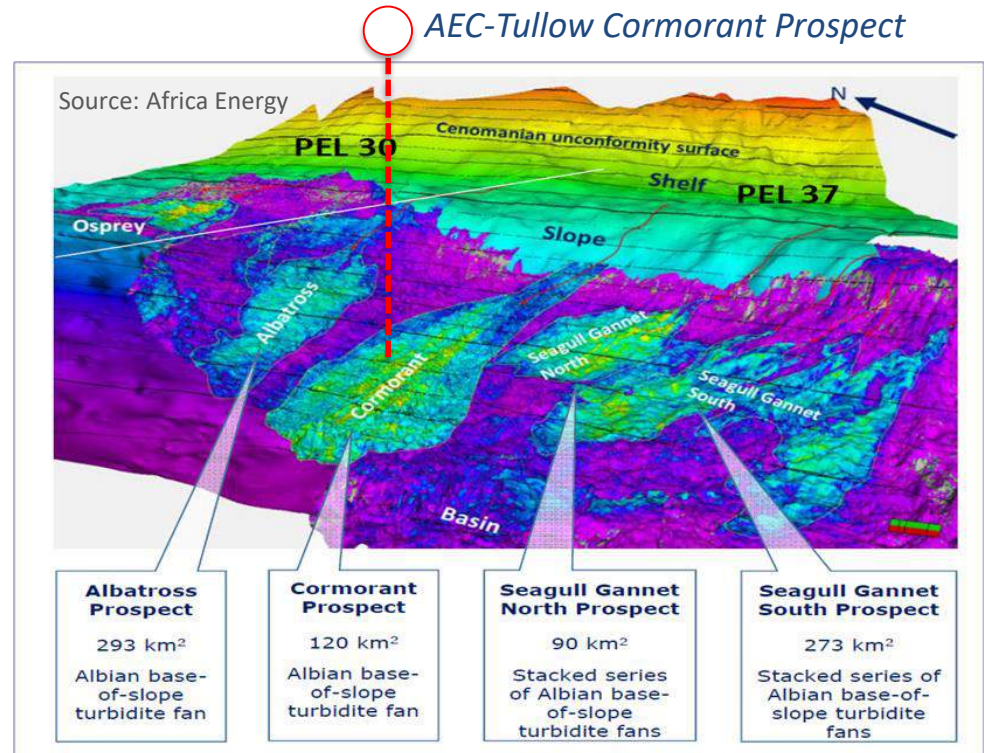 AEC-Tullow Cormorant Prospect
Source: Africa Energy
N
Cenomanian unconformity surface
PEL 30
Shelf
PEL 37
Osprey
Slope
Albatross
Cormorant
Seagull Gannet
North
Seagull Gannet
South
Basin
Albatross
Prospect
293 km²
Albian base-
of-slope
turbidite fan
Cormorant
Prospect
120 km²
Albian base-
of-slope
turbidite fan
Seagull Gannet
North Prospect
90 km²
Stacked series
of Albian base-
of-slope
turbidite fans
Seagull Gannet
South Prospect
273 km²
Stacked series of
Albian base-of-
slope turbidite
fans